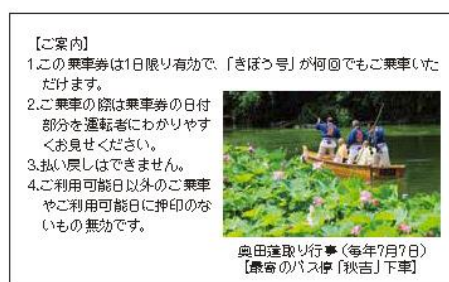 【ご案内】
1.この乗車券は1日限り有効で、「きぼう号」が何回でもご乗車いた
だけます。
2.ご乗車の際は乗車券の日付
部分を運転者にわかりやす
くお見せください。
3.払い戻しはできません。
4.ご利用可能日以外のご乗車
やご利用可能日に押印のな
いもの無効です。
奥田蓮取り行事(毎年7月7日)
【最寄のバス停「秋吉」下車】